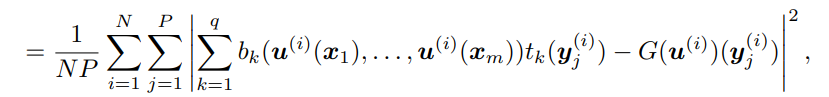 $= \frac{1}{NP} \sum_{i=1}^{N} \sum_{j=1}^{P} \left| \sum_{k=1}^{q} b_k(\boldsymbol{u}^{(i)}(\boldsymbol{x}_1), \ldots, \boldsymbol{u}^{(i)}(\boldsymbol{x}_m)) t_k(\boldsymbol{y}_j^{(i)}) - G(\boldsymbol{u}^{(i)})(\boldsymbol{y}_j^{(i)}) \right|^2,$